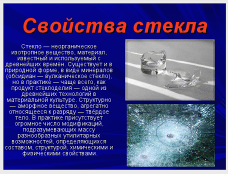 Свойства стекла
Стекло — неорганическое
изотропное вещество, материал,
известный и используемый с
древнейших времён. Существует и в
природной форме, в виде минералов
(обсидиан — вулканическое стекло),
но в практике — чаще всего, как
продукт стеклоделия — одной из
древнейших технологий в
материальной культуре. Структурно
— аморфное вещество, агрегатно
относящееся к разряду — твёрдое
тело. В практике присутствует
огромное число модификаций,
подразумевающих массу
разнообразных утилитарных
возможностей, определяющихся
составом, структурой, химическими и
физическими свойствами.